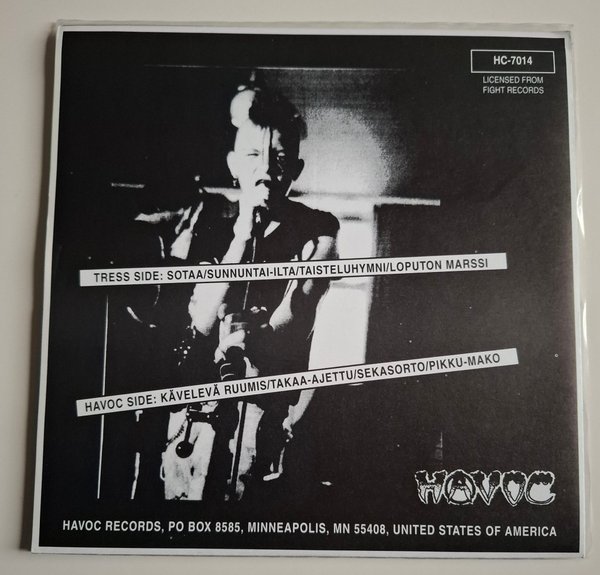 HC-7014
LICENSED FROM
FIGHT RECORDS
TRESS SIDE: SOTAA/SUNNUNTAI-ILTA/TAISTELUHYMNI/LOPUTON MARSSI
HAVOC SIDE: KÄVELEVÄ RUUMIS/TAKAA-AJETTU/SEKASORTO/PIKKU-MAKO
HAVOC
HAVOC RECORDS, PO BOX 8585, MINNEAPOLIS, MN 55408, UNITED STATES OF AMERICA